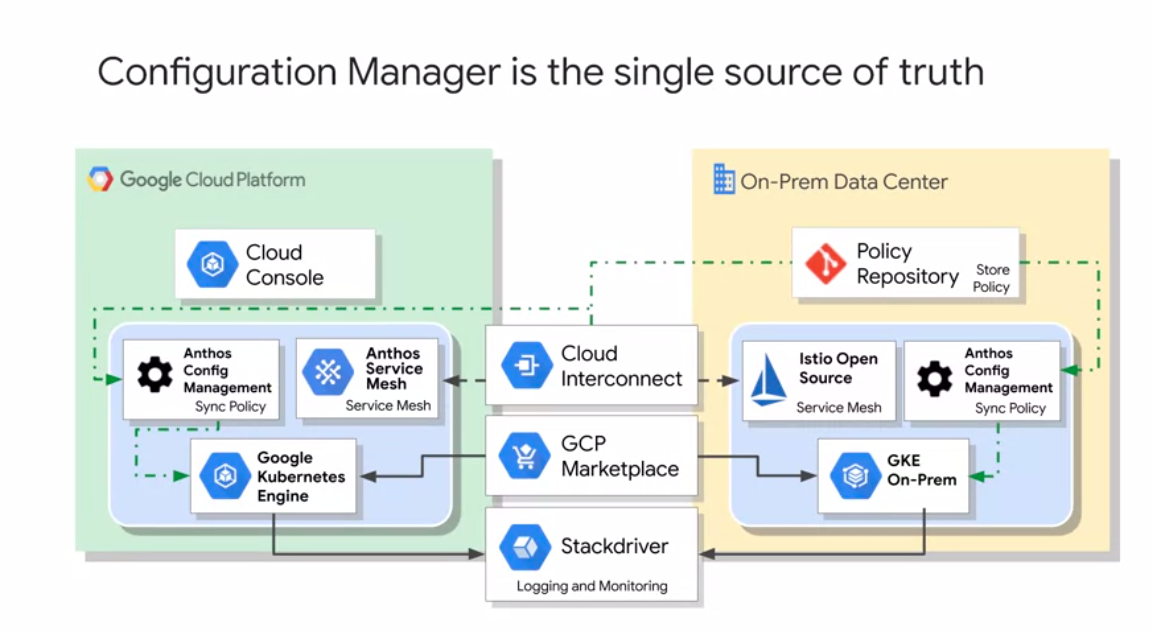 Configuration Manager is the single source of truth
Google Cloud Platform
On-Prem Data Center
Cloud
Console
Policy
Repository
Store
Policy
Anthos
Config
Management
Sync Policy
Anthos
Service
Mesh
Service Mesh
Cloud
Interconnect
Istio Open
Source
Service Mesh
Anthos
Config
Management
Sync Policy
Google
Kubernetes
Engine
GCP
Marketplace
GKE
On-Prem
Stackdriver
Logging and Monitoring